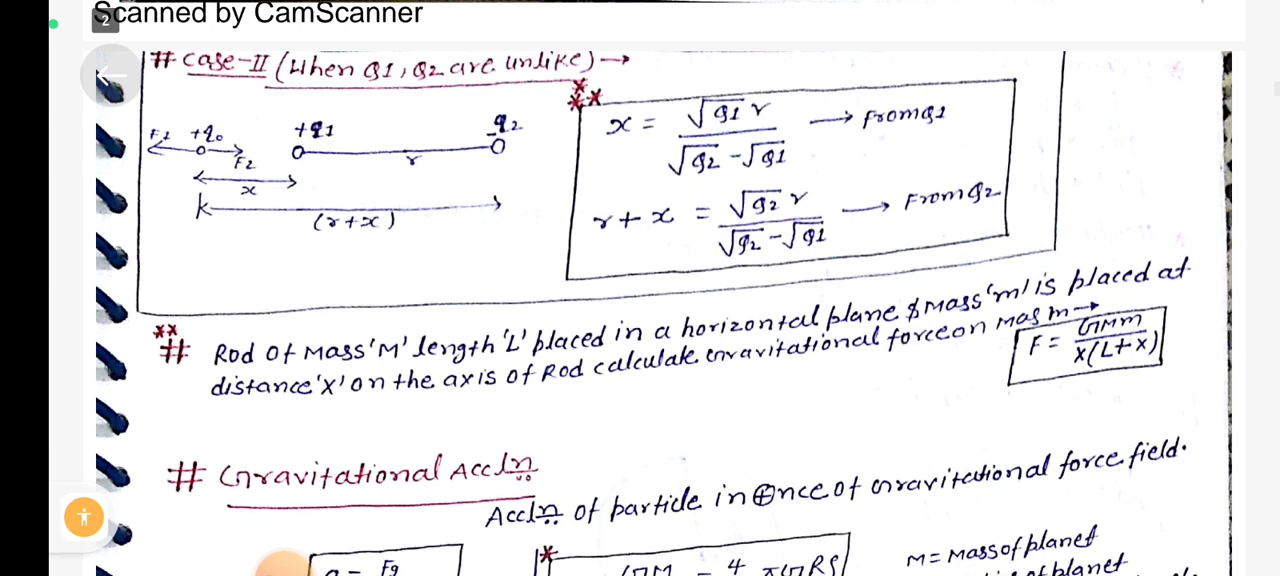 Scanned by CamScanner
2
# Case-II (When q1, q2 are unlike) →
F1 +q0 F2
+q1
-q2
r
x
(r+x)
***
x = √q1 r / √q2 - √q1 → From q1
r + x = √q2 r / √q2 - √q1 → From q2
**
# Rod of Mass 'M' length 'L' placed in a horizontal plane & Mass 'm' is placed at
distance 'x' on the axis of Rod calculate Gravitational force on mas m →
F = GMm / x(L+x)
# Gravitational Accln
Accln of particle in ⊕nce of Gravitational force field.
*
M = Mass of planet